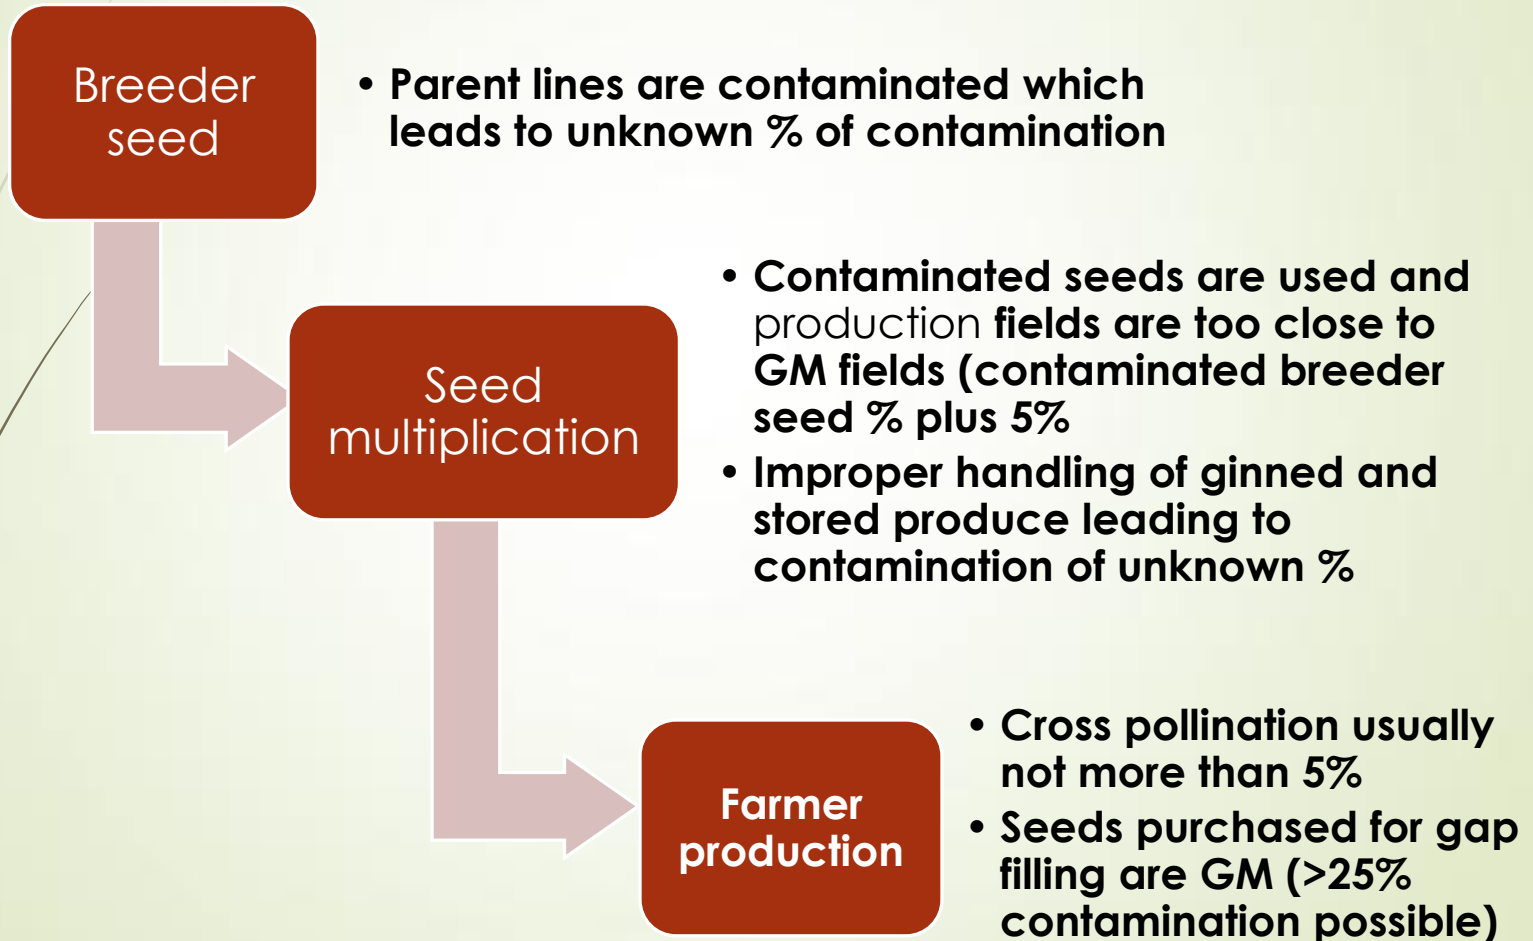 Breeder
seed
• Parent lines are contaminated which
leads to unknown % of contamination
Seed
multiplication
• Contaminated seeds are used and
production fields are too close to
GM fields (contaminated breeder
seed % plus 5%
• Improper handling of ginned and
stored produce leading to
contamination of unknown %
Farmer
production
• Cross pollination usually
not more than 5%
• Seeds purchased for gap
filling are GM (>25%
contamination possible)